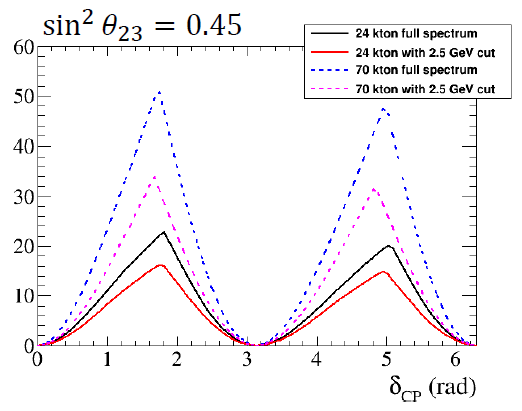 sin² θ₂₃ = 0.45
24 kton full spectrum
24 kton with 2.5 GeV cut
70 kton full spectrum
70 kton with 2.5 GeV cut
60
50
40
30
20
10
0
0 1 2 3 4 5 6
δ_CP (rad)